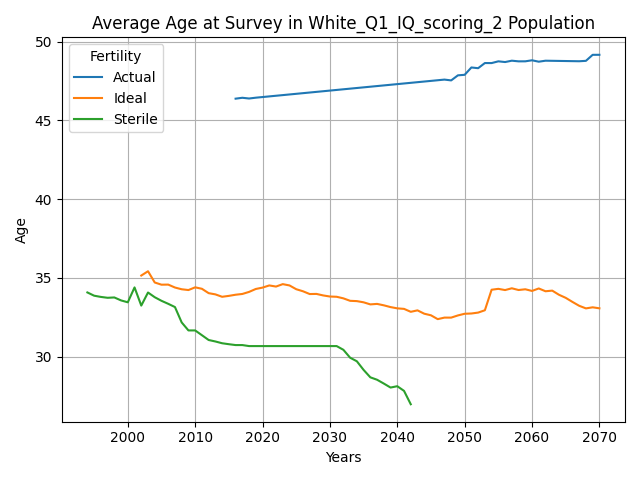 Average Age at Survey in White_Q1_IQ_scoring_2 Population
Fertility
Actual
Ideal
Sterile
50
45
40
35
30
Age
2000 2010 2020 2030 2040 2050 2060 2070
Years